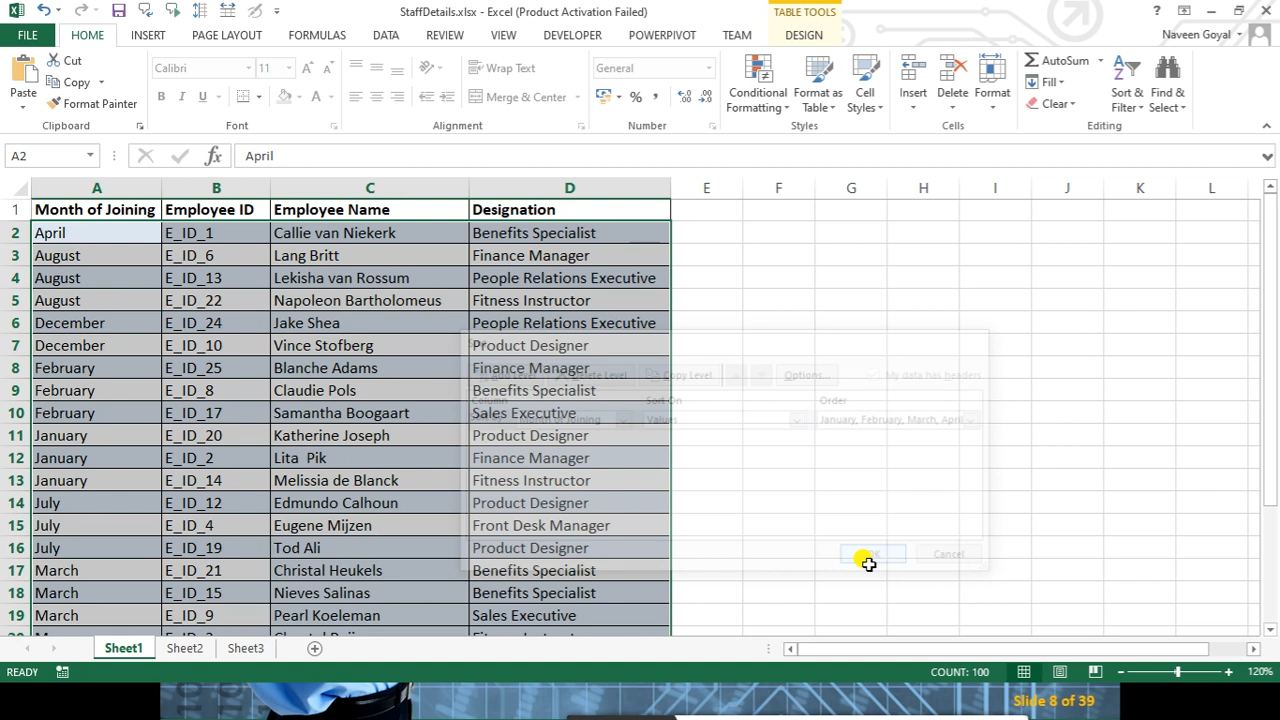 StaffDetails.xlsx - Excel (Product Activation Failed)
TABLE TOOLS
FILE HOME INSERT PAGE LAYOUT FORMULAS DATA REVIEW VIEW DEVELOPER POWERPIVOT TEAM DESIGN
Naveen Goyal
Paste
Cut
Copy
Format Painter
Calibri 11
B I U
Wrap Text
Merge & Center
General
Conditional Formatting
Format as Table
Cell Styles
Insert
Delete
Format
AutoSum
Fill
Clear
Sort & Filter
Find & Select
Clipboard Font Alignment Number Styles Cells Editing
A2 fx April
A B C D E F G H I J K L
1 Month of Joining Employee ID Employee Name Designation
2 April E_ID_1 Callie van Niekerk Benefits Specialist
3 August E_ID_6 Lang Britt Finance Manager
4 August E_ID_13 Lekisha van Rossum People Relations Executive
5 August E_ID_22 Napoleon Bartholomeus Fitness Instructor
6 December E_ID_24 Jake Shea People Relations Executive
7 December E_ID_10 Vince Stofberg Product Designer
8 February E_ID_25 Blanche Adams Finance Manager
Add Level Delete Level Copy Level Options... My data has headers
9 February E_ID_8 Claudie Pols Benefits Specialist
Column Sort On Order
10 February E_ID_17 Samantha Boogaart Sales Executive
Month of Joining Values January, February, March, April
11 January E_ID_20 Katherine Joseph Product Designer
12 January E_ID_2 Lita Pik Finance Manager
13 January E_ID_14 Melissia de Blanck Fitness Instructor
14 July E_ID_12 Edmundo Calhoun Product Designer
15 July E_ID_4 Eugene Mijzen Front Desk Manager
16 July E_ID_19 Tod Ali Product Designer
OK Cancel
17 March E_ID_21 Christal Heukels Benefits Specialist
18 March E_ID_15 Nieves Salinas Benefits Specialist
19 March E_ID_9 Pearl Koeleman Sales Executive
Sheet1 Sheet2 Sheet3
READY COUNT: 100 120%
Slide 8 of 39